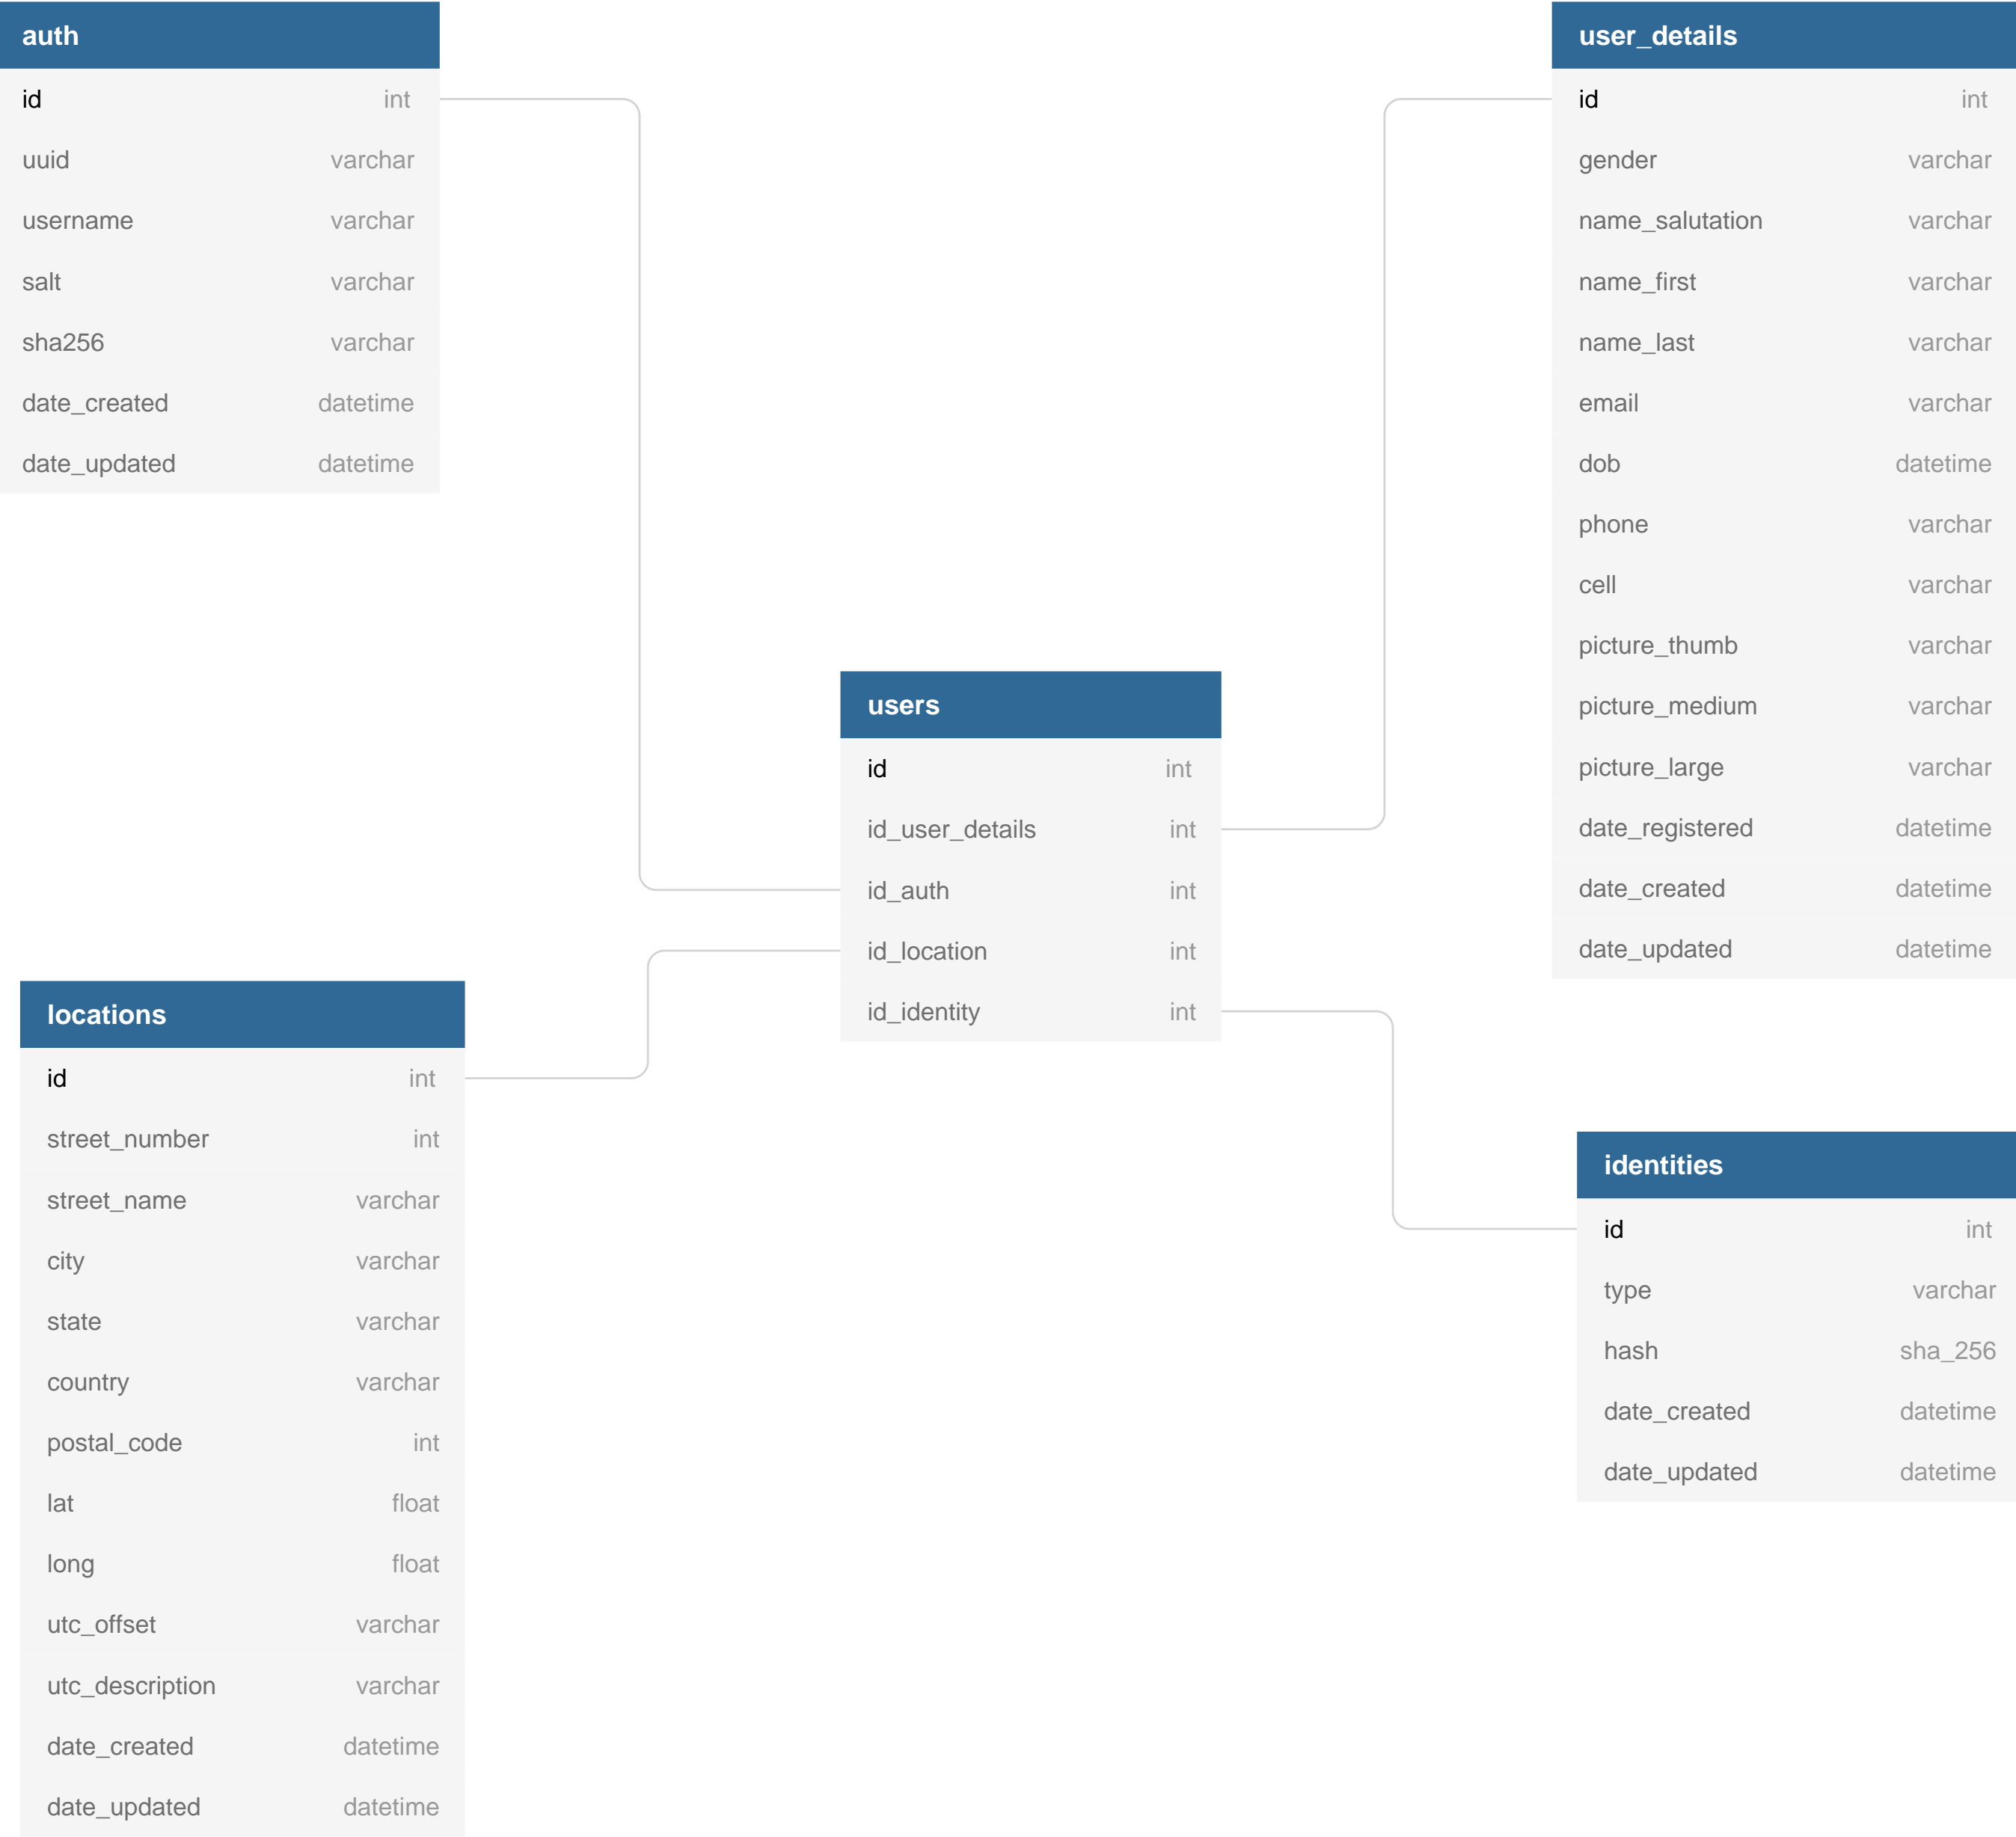 auth
id int
uuid varchar
username varchar
salt varchar
sha256 varchar
date_created datetime
date_updated datetime
user_details
id int
gender varchar
name_salutation varchar
name_first varchar
name_last varchar
email varchar
dob datetime
phone varchar
cell varchar
picture_thumb varchar
picture_medium varchar
picture_large varchar
date_registered datetime
date_created datetime
date_updated datetime
users
id int
id_user_details int
id_auth int
id_location int
id_identity int
locations
id int
street_number int
street_name varchar
city varchar
state varchar
country varchar
postal_code int
lat float
long float
utc_offset varchar
utc_description varchar
date_created datetime
date_updated datetime
identities
id int
type varchar
hash sha_256
date_created datetime
date_updated datetime